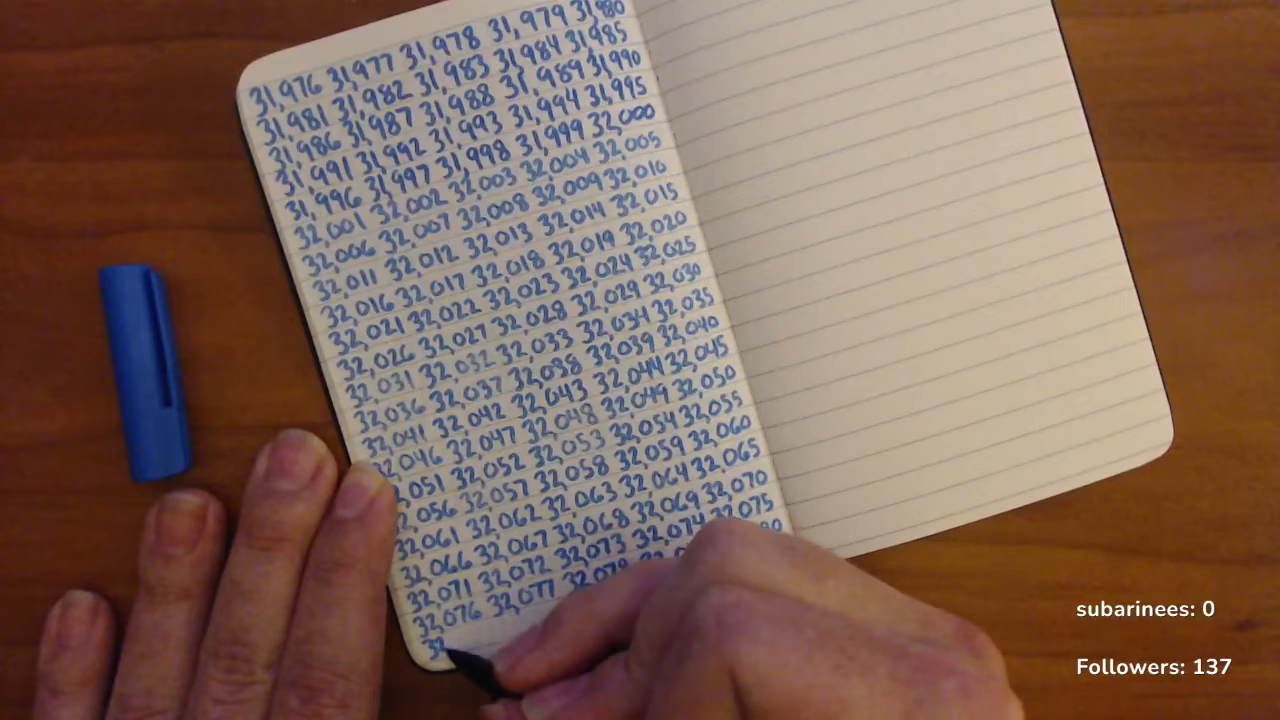 31,976 31,977 31,978 31,979 31,980
31,981 31,982 31,983 31,984 31,985
31,986 31,987 31,988 31,989 31,990
31,991 31,992 31,993 31,994 31,995
31,996 31,997 31,998 31,999 32,000
32,001 32,002 32,003 32,004 32,005
32,006 32,007 32,008 32,009 32,010
32,011 32,012 32,013 32,014 32,015
32,016 32,017 32,018 32,019 32,020
32,021 32,022 32,023 32,024 32,025
32,026 32,027 32,028 32,029 32,030
32,031 32,032 32,033 32,034 32,035
32,036 32,037 32,038 32,039 32,040
32,041 32,042 32,043 32,044 32,045
32,046 32,047 32,048 32,049 32,050
32,051 32,052 32,053 32,054 32,055
32,056 32,057 32,058 32,059 32,060
32,061 32,062 32,063 32,064 32,065
32,066 32,067 32,068 32,069 32,070
32,071 32,072 32,073 32,074 32,075
32,076 32,077 32,078
32
subarinees: 0
Followers: 137